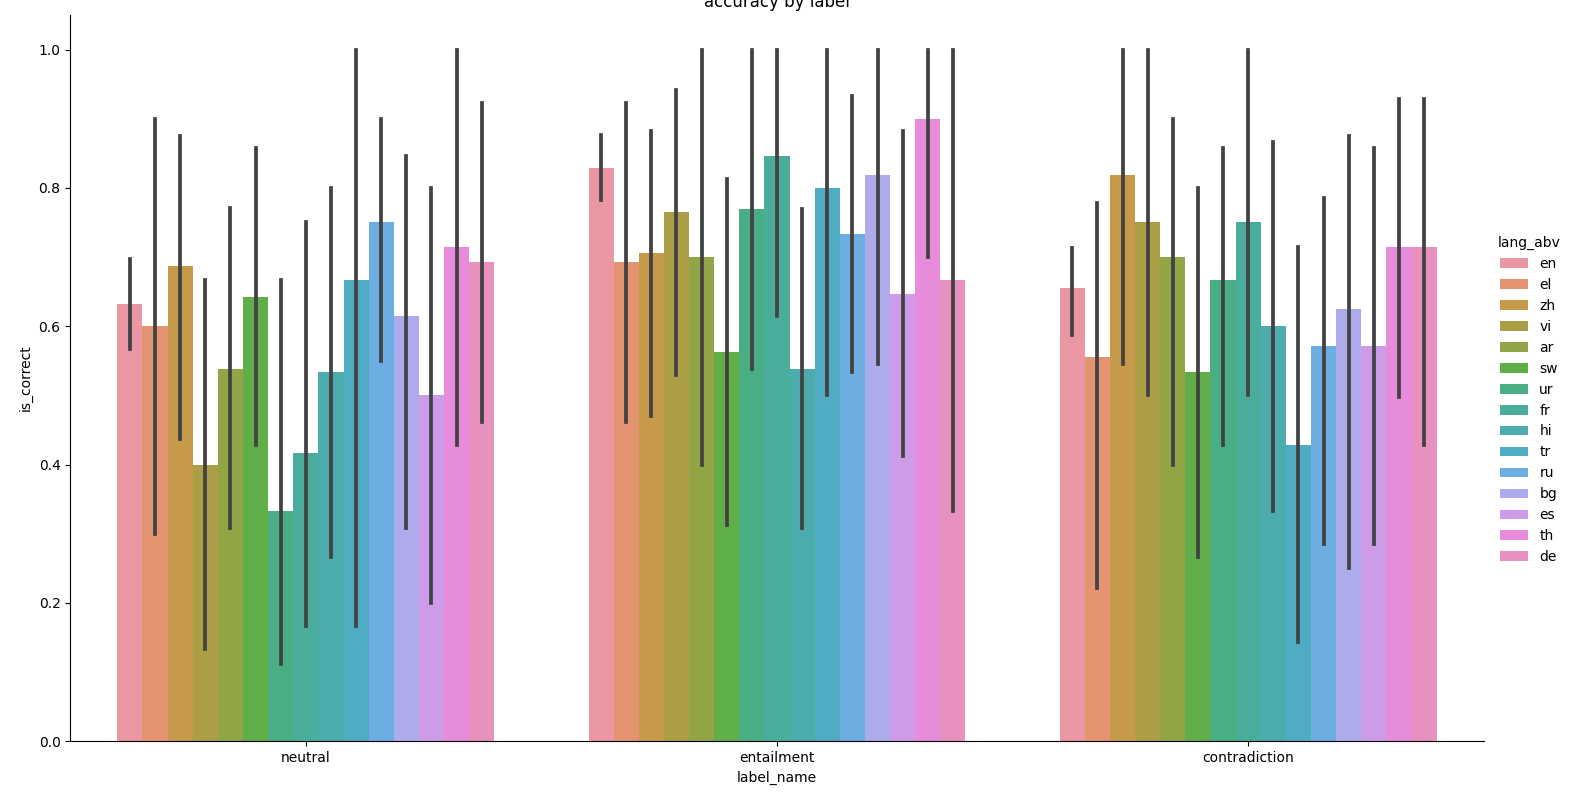 accuracy by label
1.0
0.8
0.6
0.4
0.2
0.0
is_correct
neutral
entailment
contradiction
label_name
lang_abv
en
el
zh
vi
ar
sw
ur
fr
hi
tr
ru
bg
es
th
de